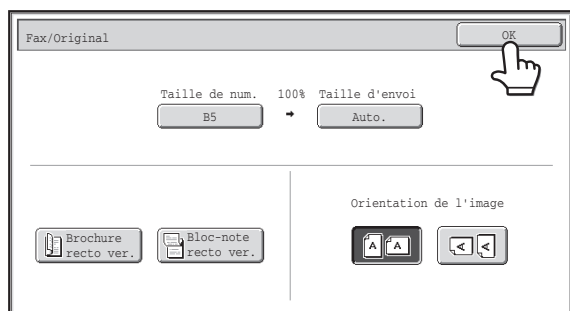 Fax/Original
OK
Taille de num. 100% Taille d'envoi
B5
Auto.
Orientation de l'image
Brochure
recto ver.
Bloc-note
recto ver.
A A
A A